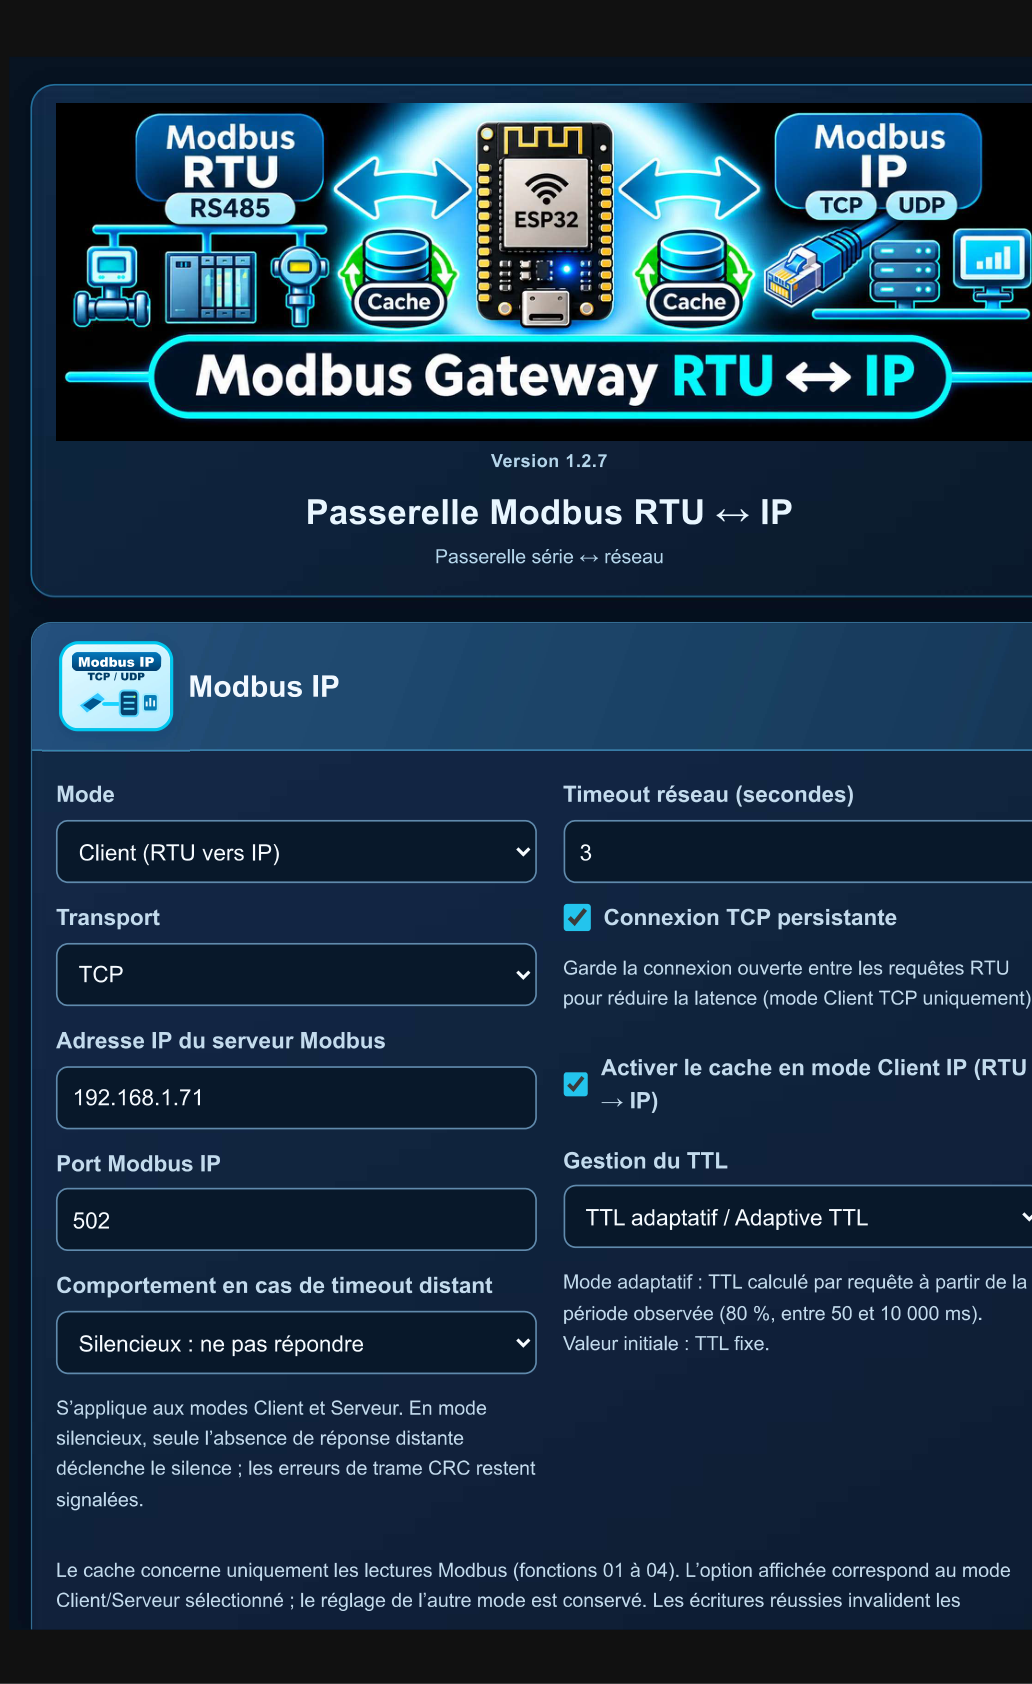 Modbus
RTU
RS485
ESP32
Cache
Cache
Modbus
IP
TCP
UDP
Modbus Gateway RTU ↔ IP
Version 1.2.7
Passerelle Modbus RTU ↔ IP
Passerelle série ↔ réseau
Modbus IP
TCP / UDP
Modbus IP
Mode
Client (RTU vers IP)
Transport
TCP
Adresse IP du serveur Modbus
192.168.1.71
Port Modbus IP
502
Comportement en cas de timeout distant
Silencieux : ne pas répondre
S’applique aux modes Client et Serveur. En mode
silencieux, seule l’absence de réponse distante
déclenche le silence ; les erreurs de trame CRC restent
signalées.
Timeout réseau (secondes)
3
Connexion TCP persistante
Garde la connexion ouverte entre les requêtes RTU
pour réduire la latence (mode Client TCP uniquement)
Activer le cache en mode Client IP (RTU
→ IP)
Gestion du TTL
TTL adaptatif / Adaptive TTL
Mode adaptatif : TTL calculé par requête à partir de la
période observée (80 %, entre 50 et 10 000 ms).
Valeur initiale : TTL fixe.
Le cache concerne uniquement les lectures Modbus (fonctions 01 à 04). L’option affichée correspond au mode
Client/Serveur sélectionné ; le réglage de l’autre mode est conservé. Les écritures réussies invalident les